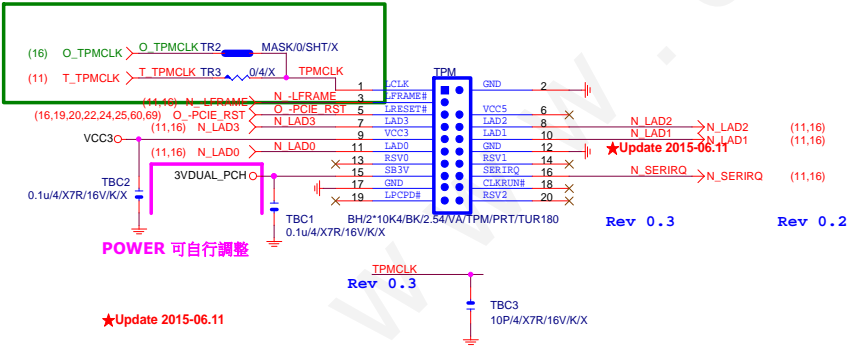 (16) O_TPMCLK O_TPMCLK TR2 MASK/0/SHT/X
(11) T_TPMCLK T_TPMCLK TR3 0/4/X TPMCLK
TPM
1 LCLK GND 2
(11,16) N_-LFRAME N_-LFRAME 3 LFRAME#
(16,19,20,22,24,25,60,69) O_-PCIE_RST O_-PCIE_RST 5 LRESET# VCC5 6
(11,16) N_LAD3 N_LAD3 7 LAD3 LAD2 8 N_LAD2 N_LAD2 (11,16)
VCC3 9 VCC3 LAD1 10 N_LAD1 N_LAD1 (11,16)
(11,16) N_LAD0 N_LAD0 11 LAD0 GND 12 ★Update 2015-06.11
13 RSV0 RSV1 14
3VDUAL_PCH 15 SB3V SERIRQ 16 N_SERIRQ N_SERIRQ (11,16)
17 GND CLKRUN# 18
19 LPCPD# RSV2 20
TBC2
0.1u/4/X7R/16V/K/X
TBC1
0.1u/4/X7R/16V/K/X
BH/2*10K4/BK/2.54/VA/TPM/PRT/TUR180
Rev 0.3 Rev 0.2
POWER 可自行調整
TPMCLK
Rev 0.3
TBC3
10P/4/X7R/16V/K/X
★Update 2015-06.11